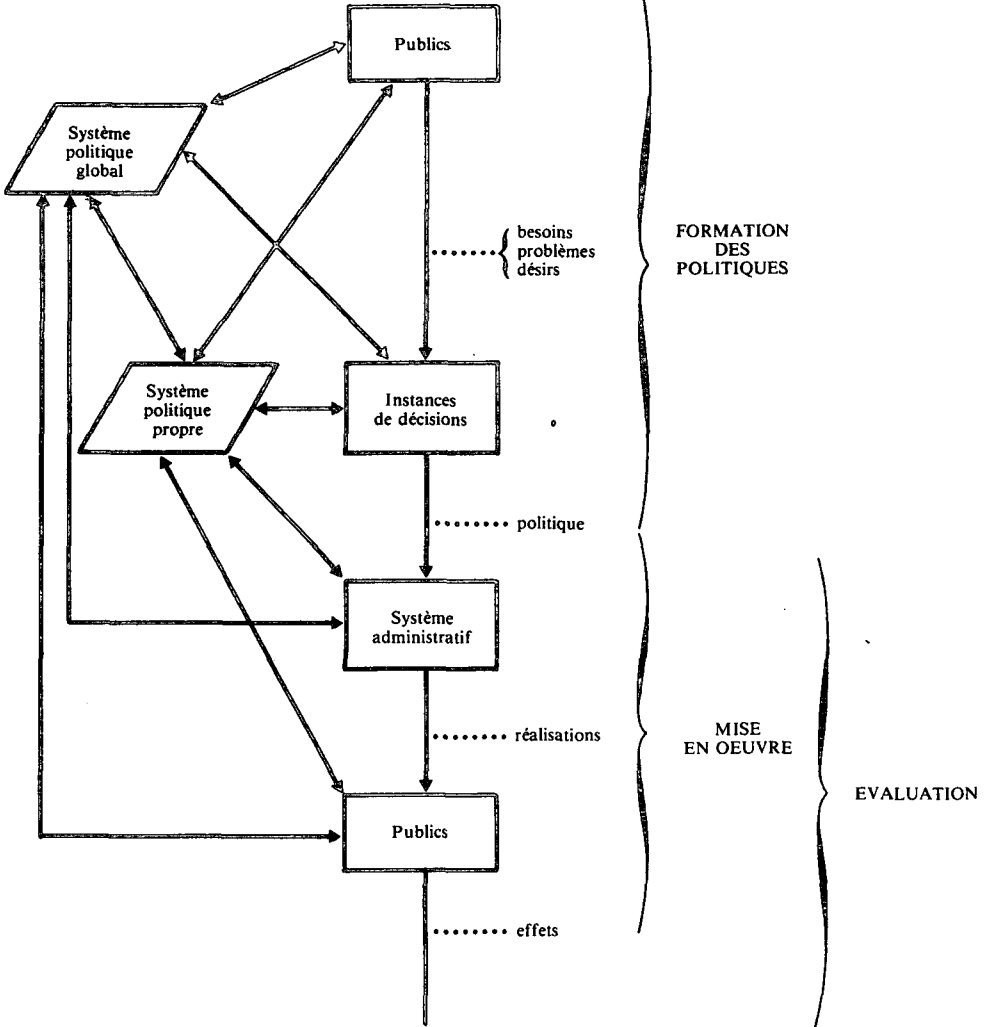 Publics
Système
politique
global
besoins
problèmes
désirs
FORMATION
DES
POLITIQUES
Système
politique
propre
Instances
de décisions
politique
Système
administratif
réalisations
MISE
EN OEUVRE
EVALUATION
Publics
effets